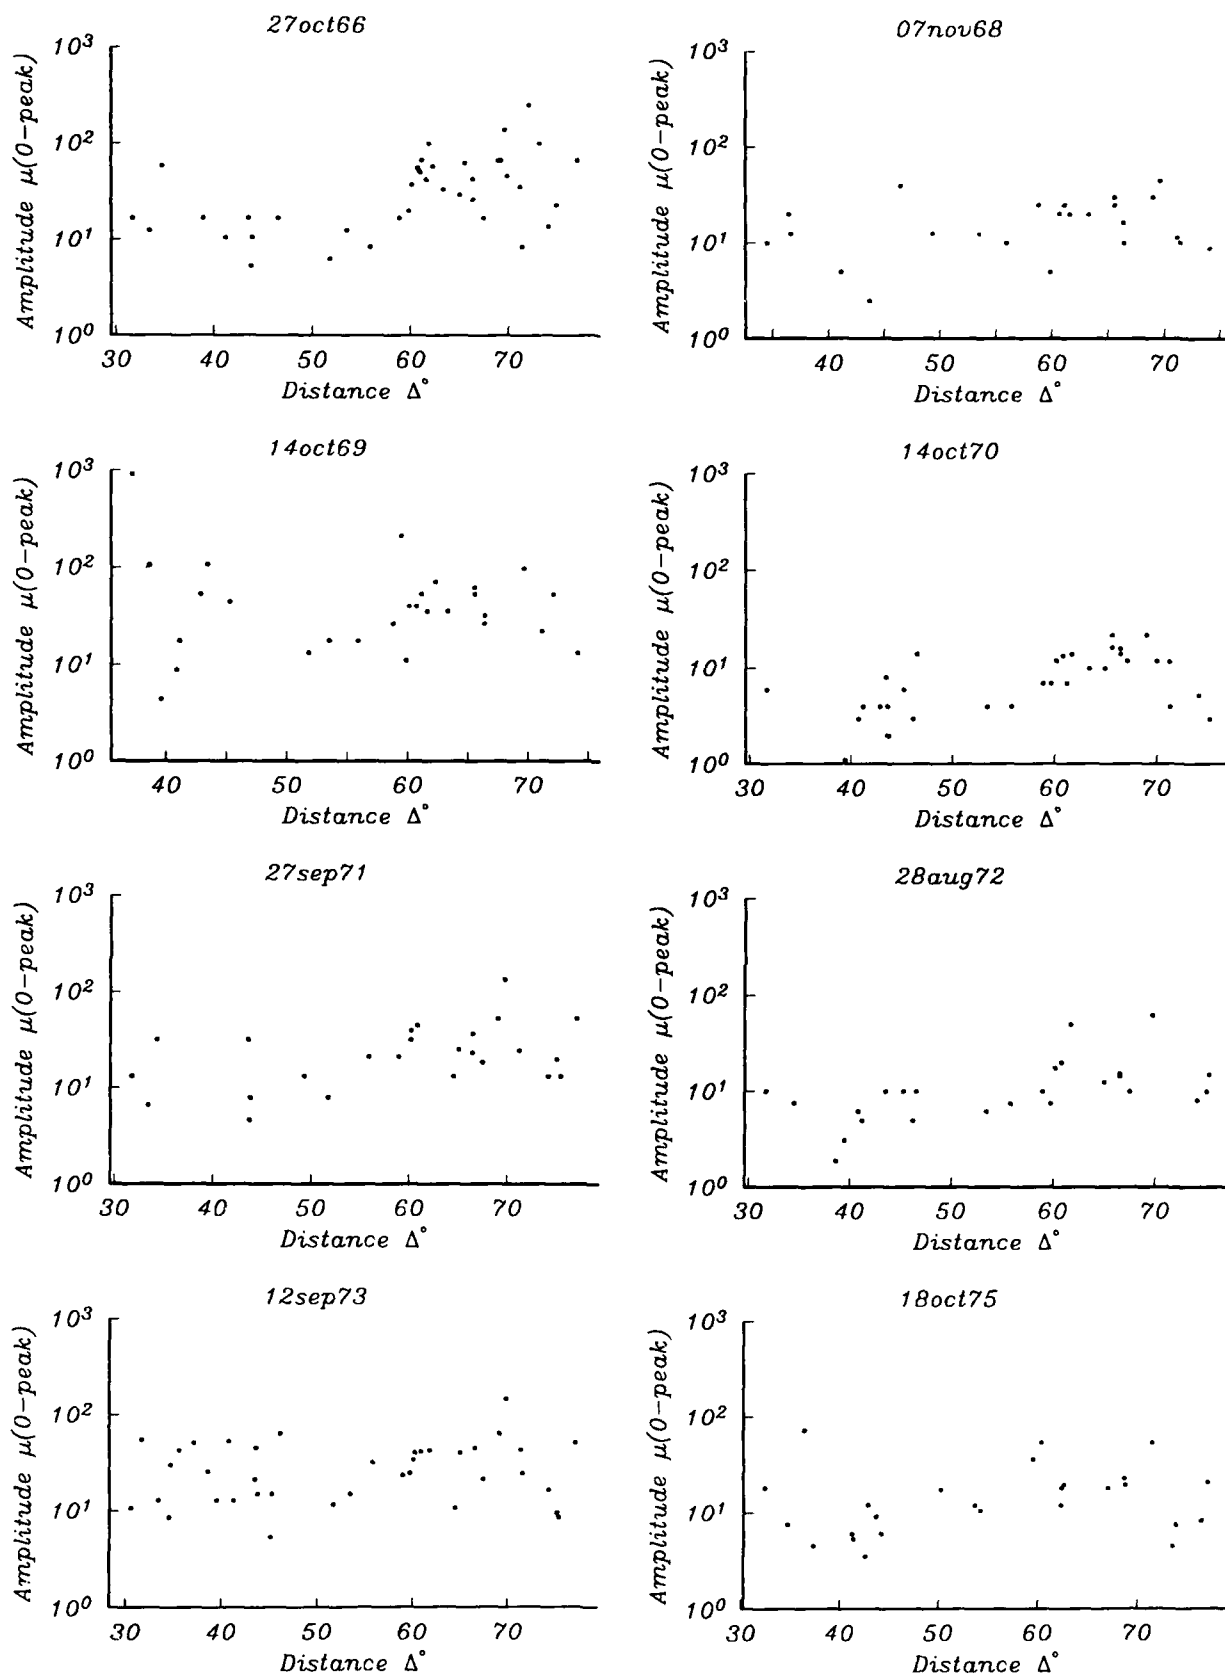 27oct66
Amplitude μ(0-peak)
10³
10²
10¹
10⁰
30 40 50 60 70
Distance Δ°
07nov68
Amplitude μ(0-peak)
10³
10²
10¹
10⁰
40 50 60 70
Distance Δ°
14oct69
Amplitude μ(0-peak)
10³
10²
10¹
10⁰
40 50 60 70
Distance Δ°
14oct70
Amplitude μ(0-peak)
10³
10²
10¹
10⁰
30 40 50 60 70
Distance Δ°
27sep71
Amplitude μ(0-peak)
10³
10²
10¹
10⁰
30 40 50 60 70
Distance Δ°
28aug72
Amplitude μ(0-peak)
10³
10²
10¹
10⁰
30 40 50 60 70
Distance Δ°
12sep73
Amplitude μ(0-peak)
10³
10²
10¹
10⁰
30 40 50 60 70
Distance Δ°
18oct75
Amplitude μ(0-peak)
10³
10²
10¹
10⁰
30 40 50 60 70
Distance Δ°